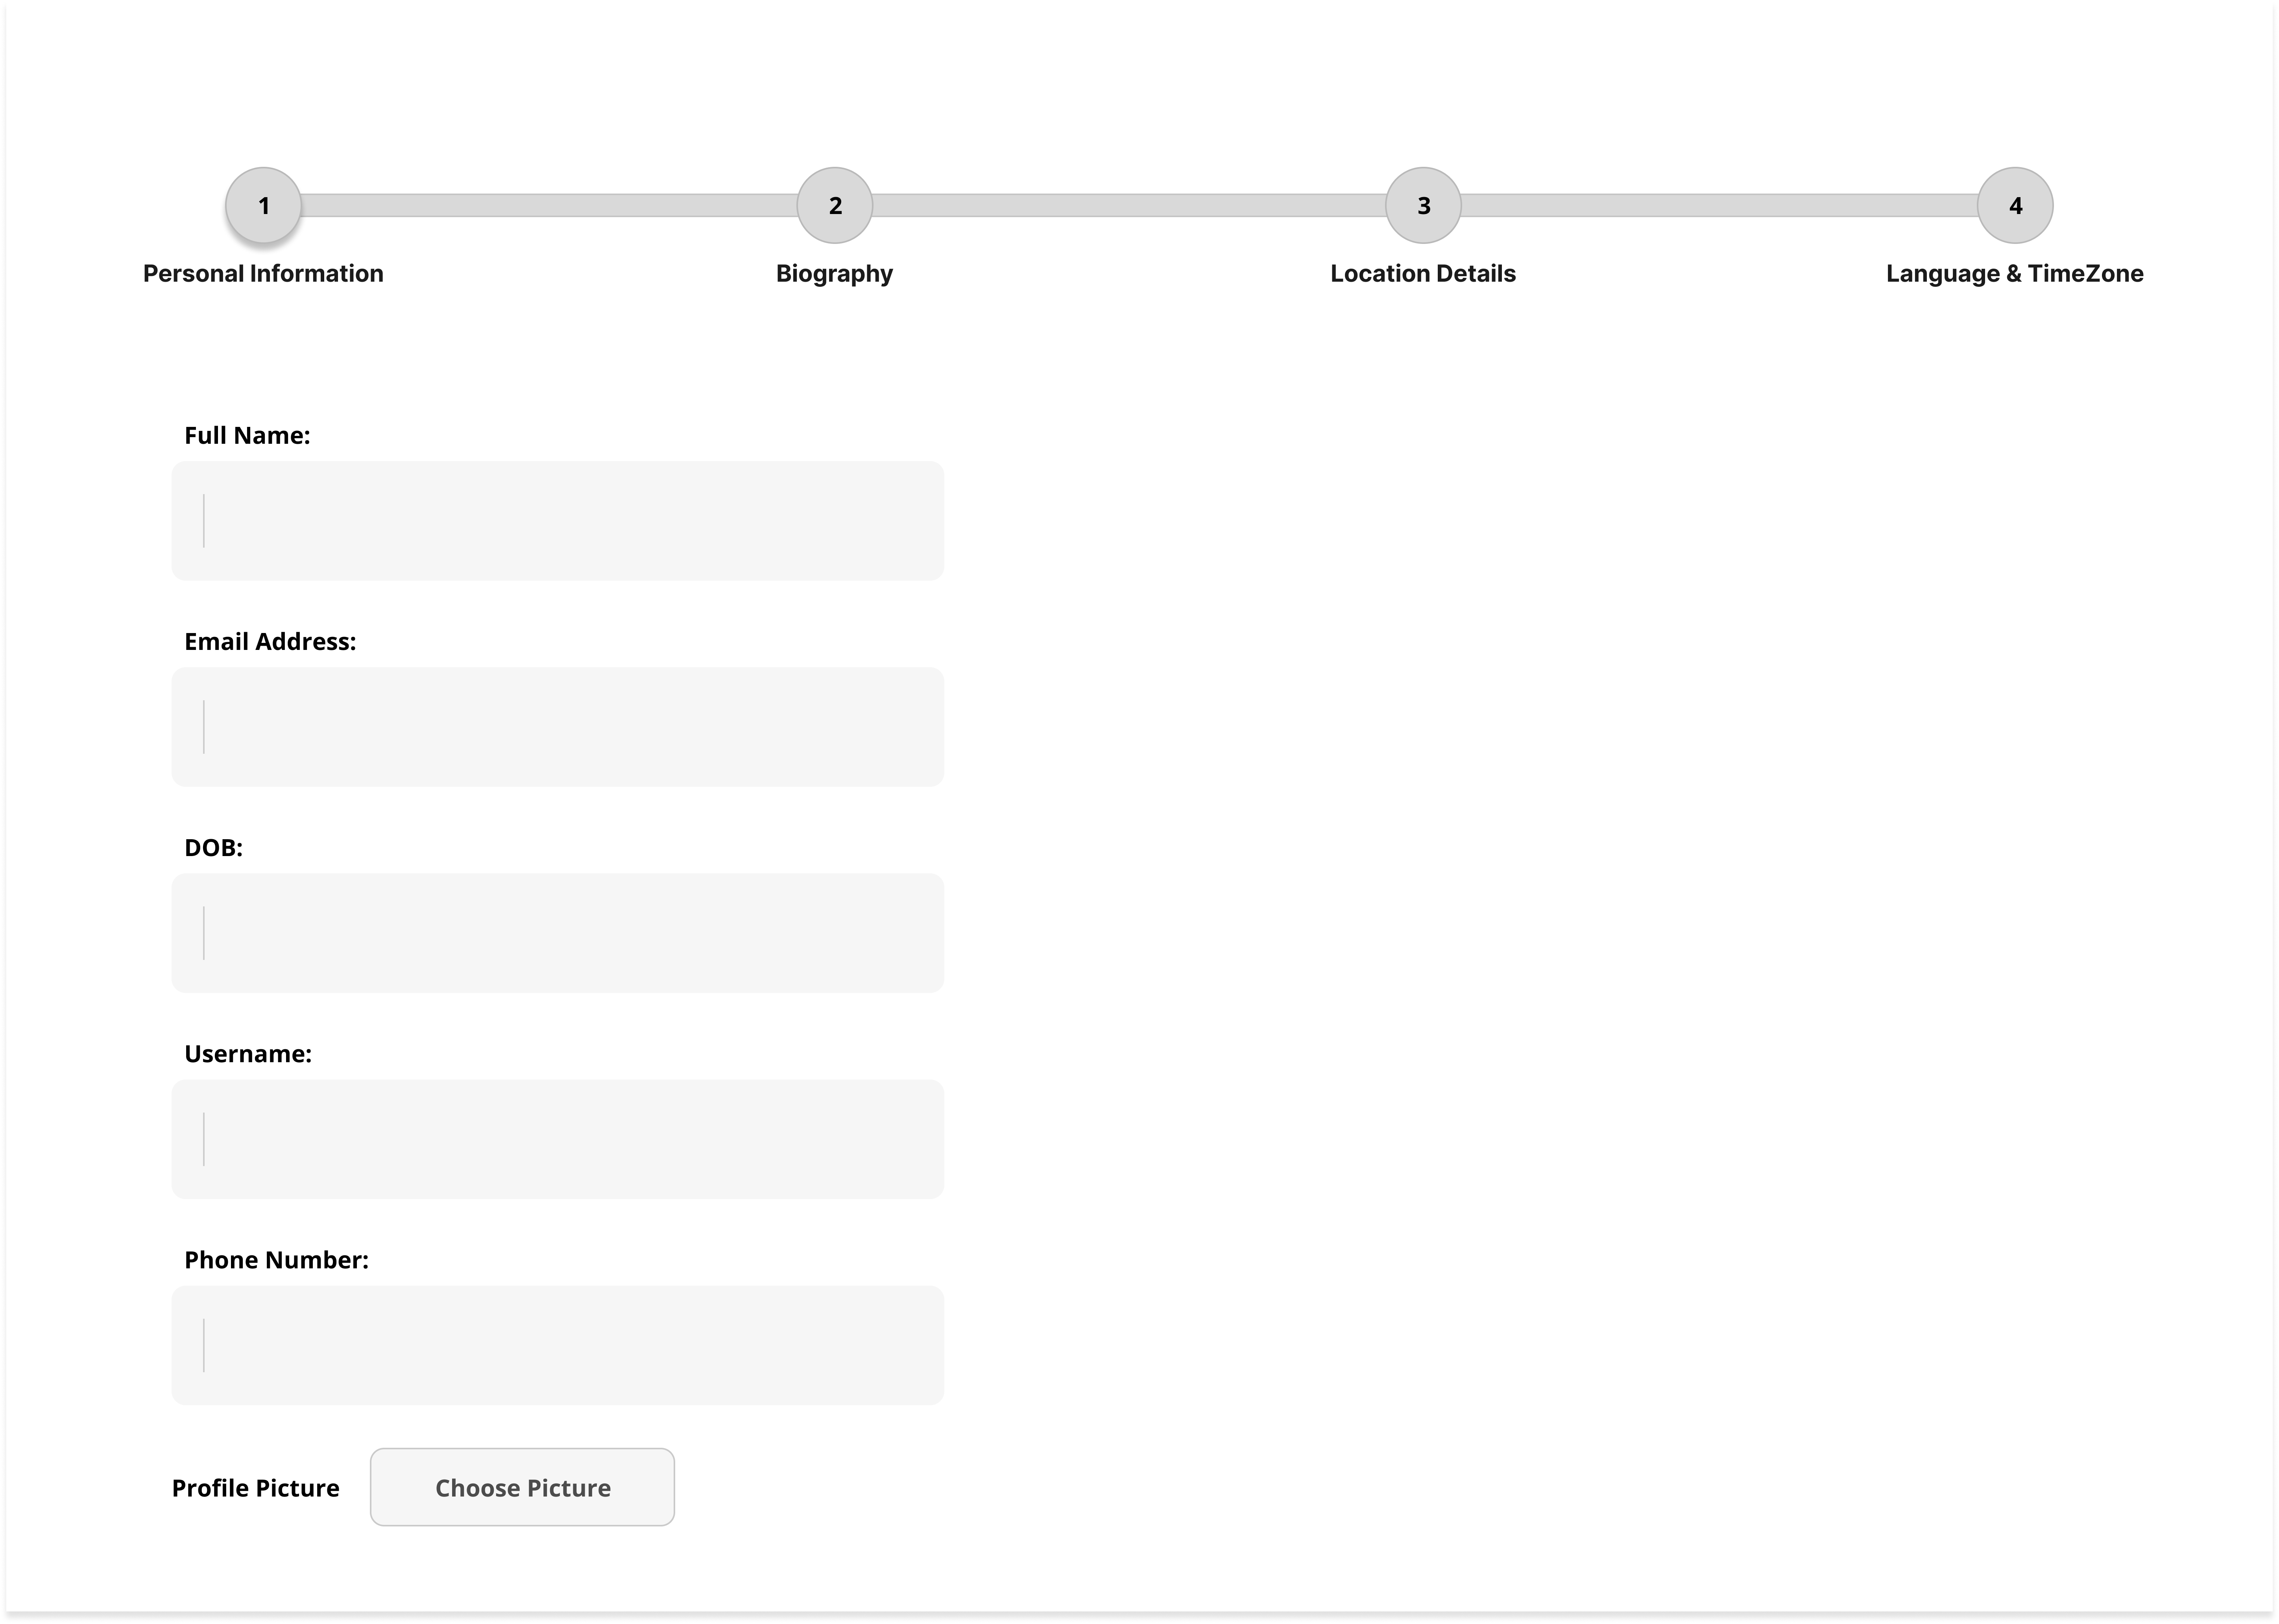 1 2 3 4
Personal Information Biography Location Details Language & TimeZone
Full Name:
Email Address:
DOB:
Username:
Phone Number:
Profile Picture Choose Picture